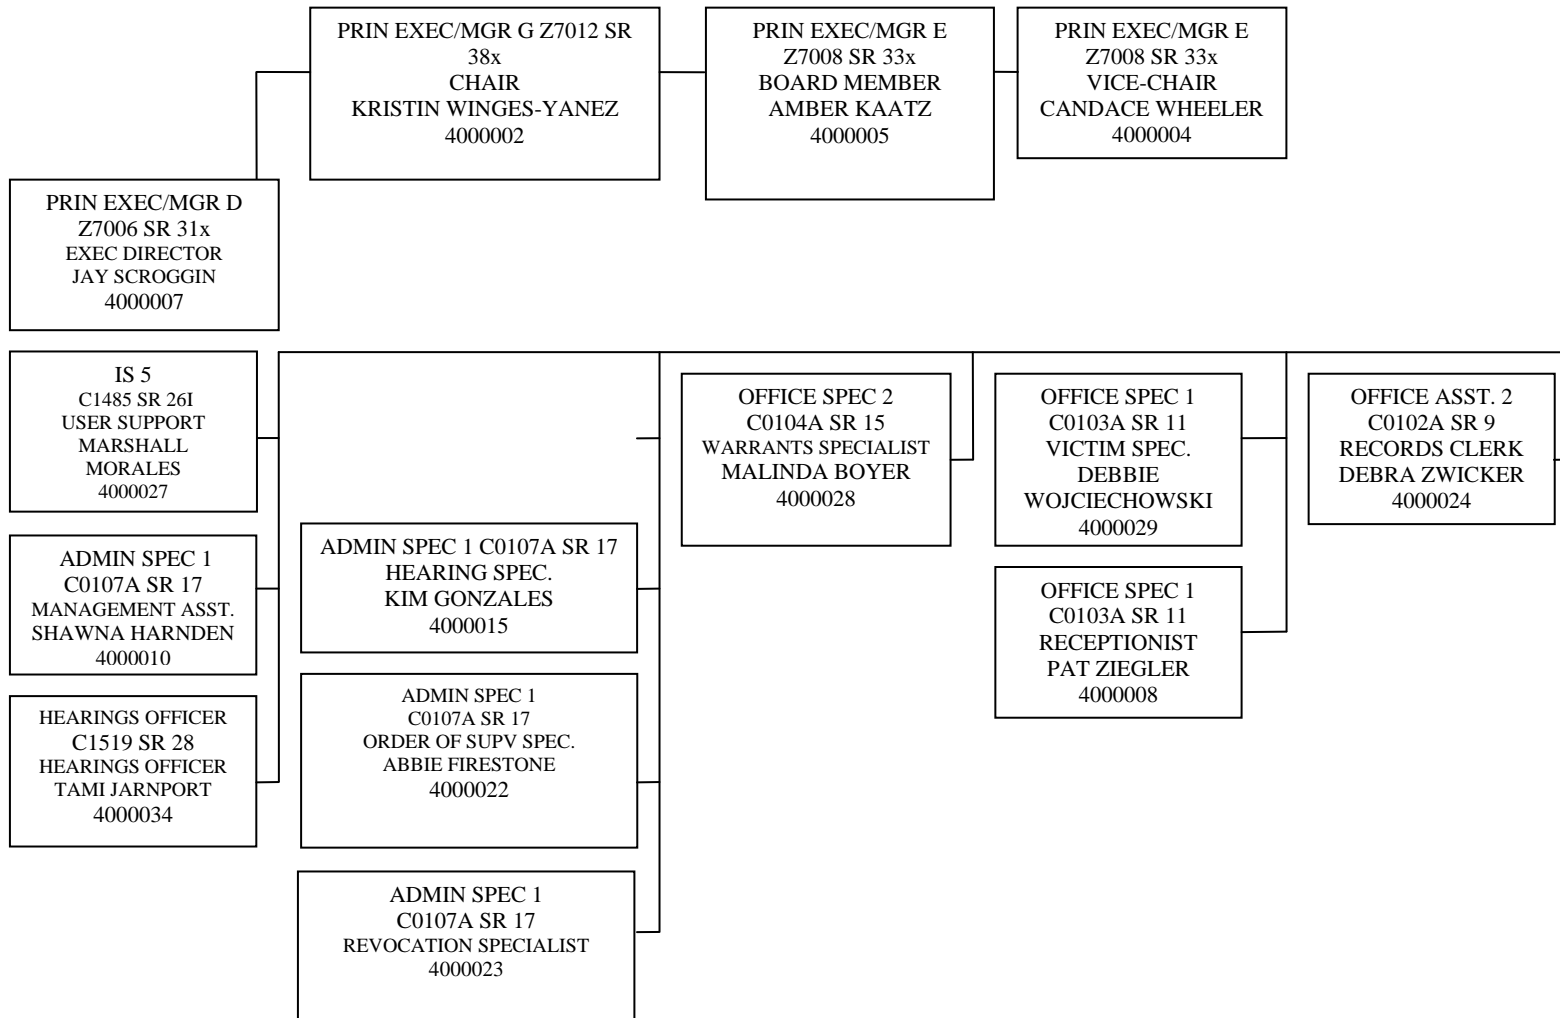 PRIN EXEC/MGR G Z7012 SR
38x
CHAIR
KRISTIN WINGES-YANEZ
4000002
PRIN EXEC/MGR E
Z7008 SR 33x
BOARD MEMBER
AMBER KAATZ
4000005
PRIN EXEC/MGR E
Z7008 SR 33x
VICE-CHAIR
CANDACE WHEELER
4000004
PRIN EXEC/MGR D
Z7006 SR 31x
EXEC DIRECTOR
JAY SCROGGIN
4000007
IS 5
C1485 SR 26I
USER SUPPORT
MARSHALL
MORALES
4000027
ADMIN SPEC 1
C0107A SR 17
MANAGEMENT ASST.
SHAWNA HARNDEN
4000010
HEARINGS OFFICER
C1519 SR 28
HEARINGS OFFICER
TAMI JARNPORT
4000034
ADMIN SPEC 1 C0107A SR 17
HEARING SPEC.
KIM GONZALES
4000015
ADMIN SPEC 1
C0107A SR 17
ORDER OF SUPV SPEC.
ABBIE FIRESTONE
4000022
ADMIN SPEC 1
C0107A SR 17
REVOCATION SPECIALIST
4000023
OFFICE SPEC 2
C0104A SR 15
WARRANTS SPECIALIST
MALINDA BOYER
4000028
OFFICE SPEC 1
C0103A SR 11
VICTIM SPEC.
DEBBIE
WOJCIECHOWSKI
4000029
OFFICE SPEC 1
C0103A SR 11
RECEPTIONIST
PAT ZIEGLER
4000008
OFFICE ASST. 2
C0102A SR 9
RECORDS CLERK
DEBRA ZWICKER
4000024